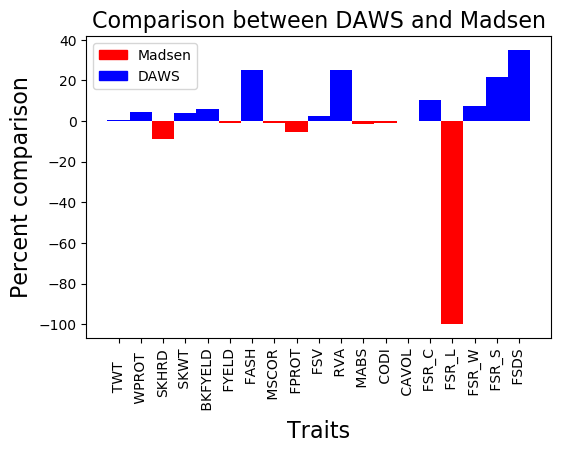 Comparison between DAWS and Madsen
Madsen
DAWS
Percent comparison
40
20
0
−20
−40
−60
−80
−100
TWT
WPROT
SKHRD
SKWT
BKFYELD
FYELD
FASH
MSCOR
FPROT
FSV
RVA
MABS
CODI
CAVOL
FSR_C
FSR_L
FSR_W
FSR_S
FSDS
Traits